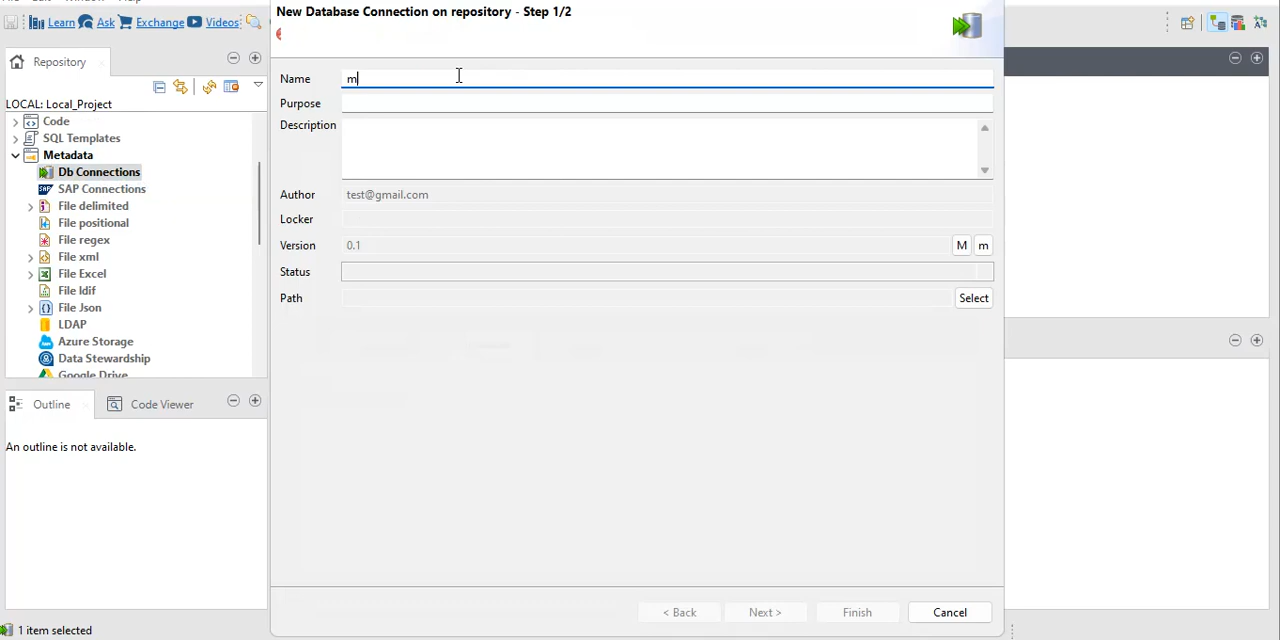 Learn Ask Exchange Videos
New Database Connection on repository - Step 1/2
Repository
LOCAL: Local_Project
Code
SQL Templates
Metadata
Db Connections
SAP Connections
File delimited
File positional
File regex
File xml
File Excel
File ldif
File Json
LDAP
Azure Storage
Data Stewardship
Google Drive
Name m
Purpose
Description
Author test@gmail.com
Locker
Version 0.1 M m
Status
Path Select
Outline Code Viewer
An outline is not available.
< Back Next > Finish Cancel
1 item selected